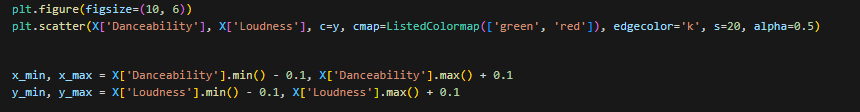 plt.figure(figsize=(10, 6))
plt.scatter(X['Danceability'], X['Loudness'], c=y, cmap=ListedColormap(['green', 'red']), edgecolor='k', s=20, alpha=0.5)
x_min, x_max = X['Danceability'].min() - 0.1, X['Danceability'].max() + 0.1
y_min, y_max = X['Loudness'].min() - 0.1, X['Loudness'].max() + 0.1